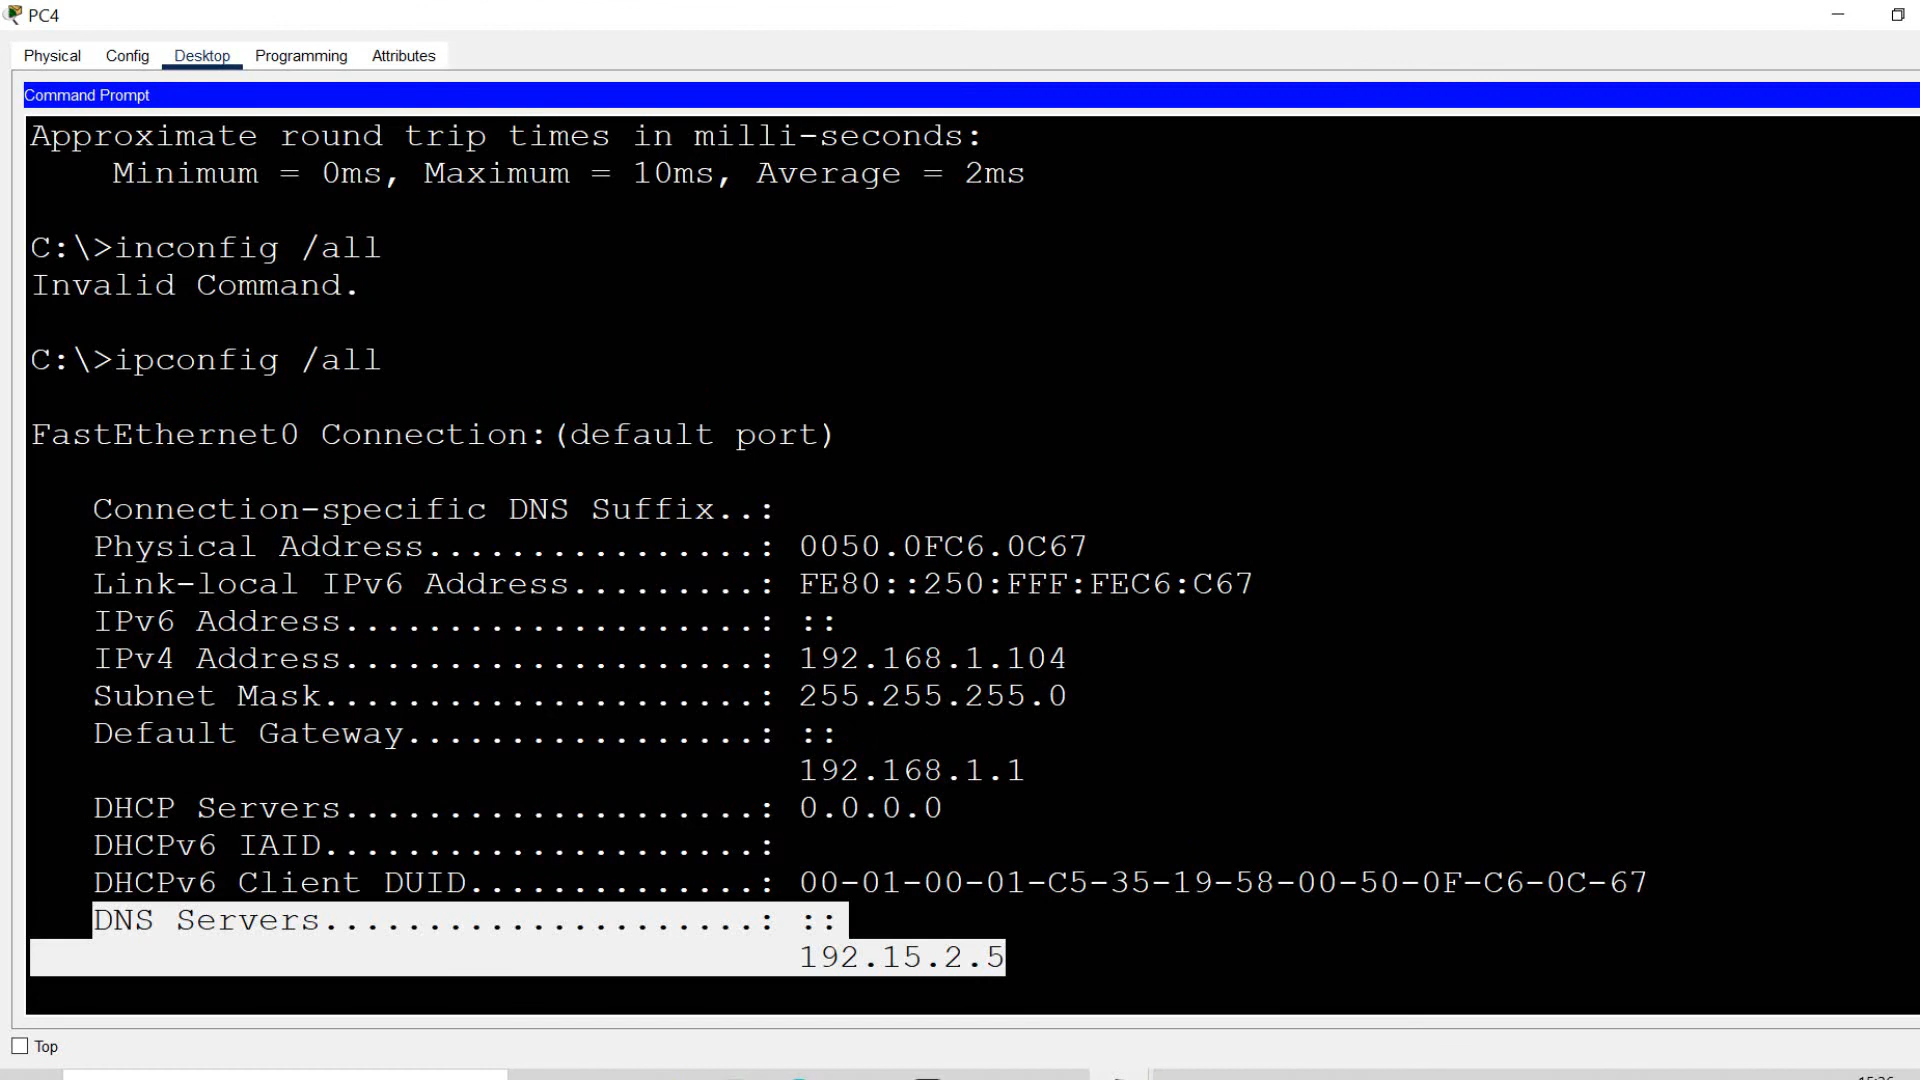 PC4
Physical Config Desktop Programming Attributes
Command Prompt
Approximate round trip times in milli-seconds:
Minimum = 0ms, Maximum = 10ms, Average = 2ms
C:\>inconfig /all
Invalid Command.
C:\>ipconfig /all
FastEthernet0 Connection:(default port)
Connection-specific DNS Suffix..:
Physical Address................: 0050.0FC6.0C67
Link-local IPv6 Address.........: FE80::250:FFF:FEC6:C67
IPv6 Address....................: ::
IPv4 Address....................: 192.168.1.104
Subnet Mask.....................: 255.255.255.0
Default Gateway.................: ::
192.168.1.1
DHCP Servers....................: 0.0.0.0
DHCPv6 IAID.....................:
DHCPv6 Client DUID..............: 00-01-00-01-C5-35-19-58-00-50-0F-C6-0C-67
DNS Servers.....................: ::
192.15.2.5
Top